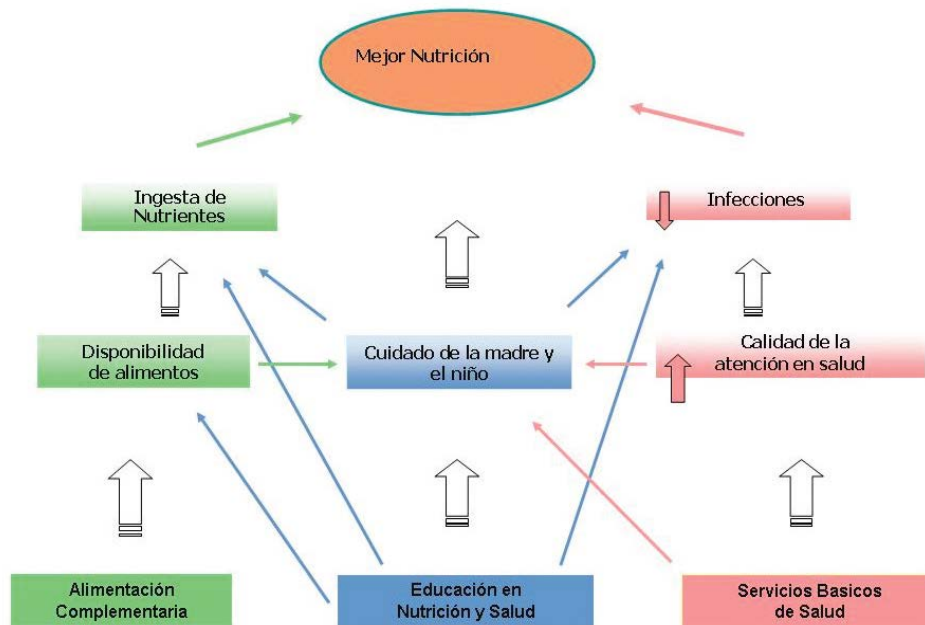 Mejor Nutrición
Ingesta de
Nutrientes
Infecciones
Disponibilidad
de alimentos
Cuidado de la madre y
el niño
Calidad de la
atención en salud
Alimentación
Complementaria
Educación en
Nutrición y Salud
Servicios Basicos
de Salud